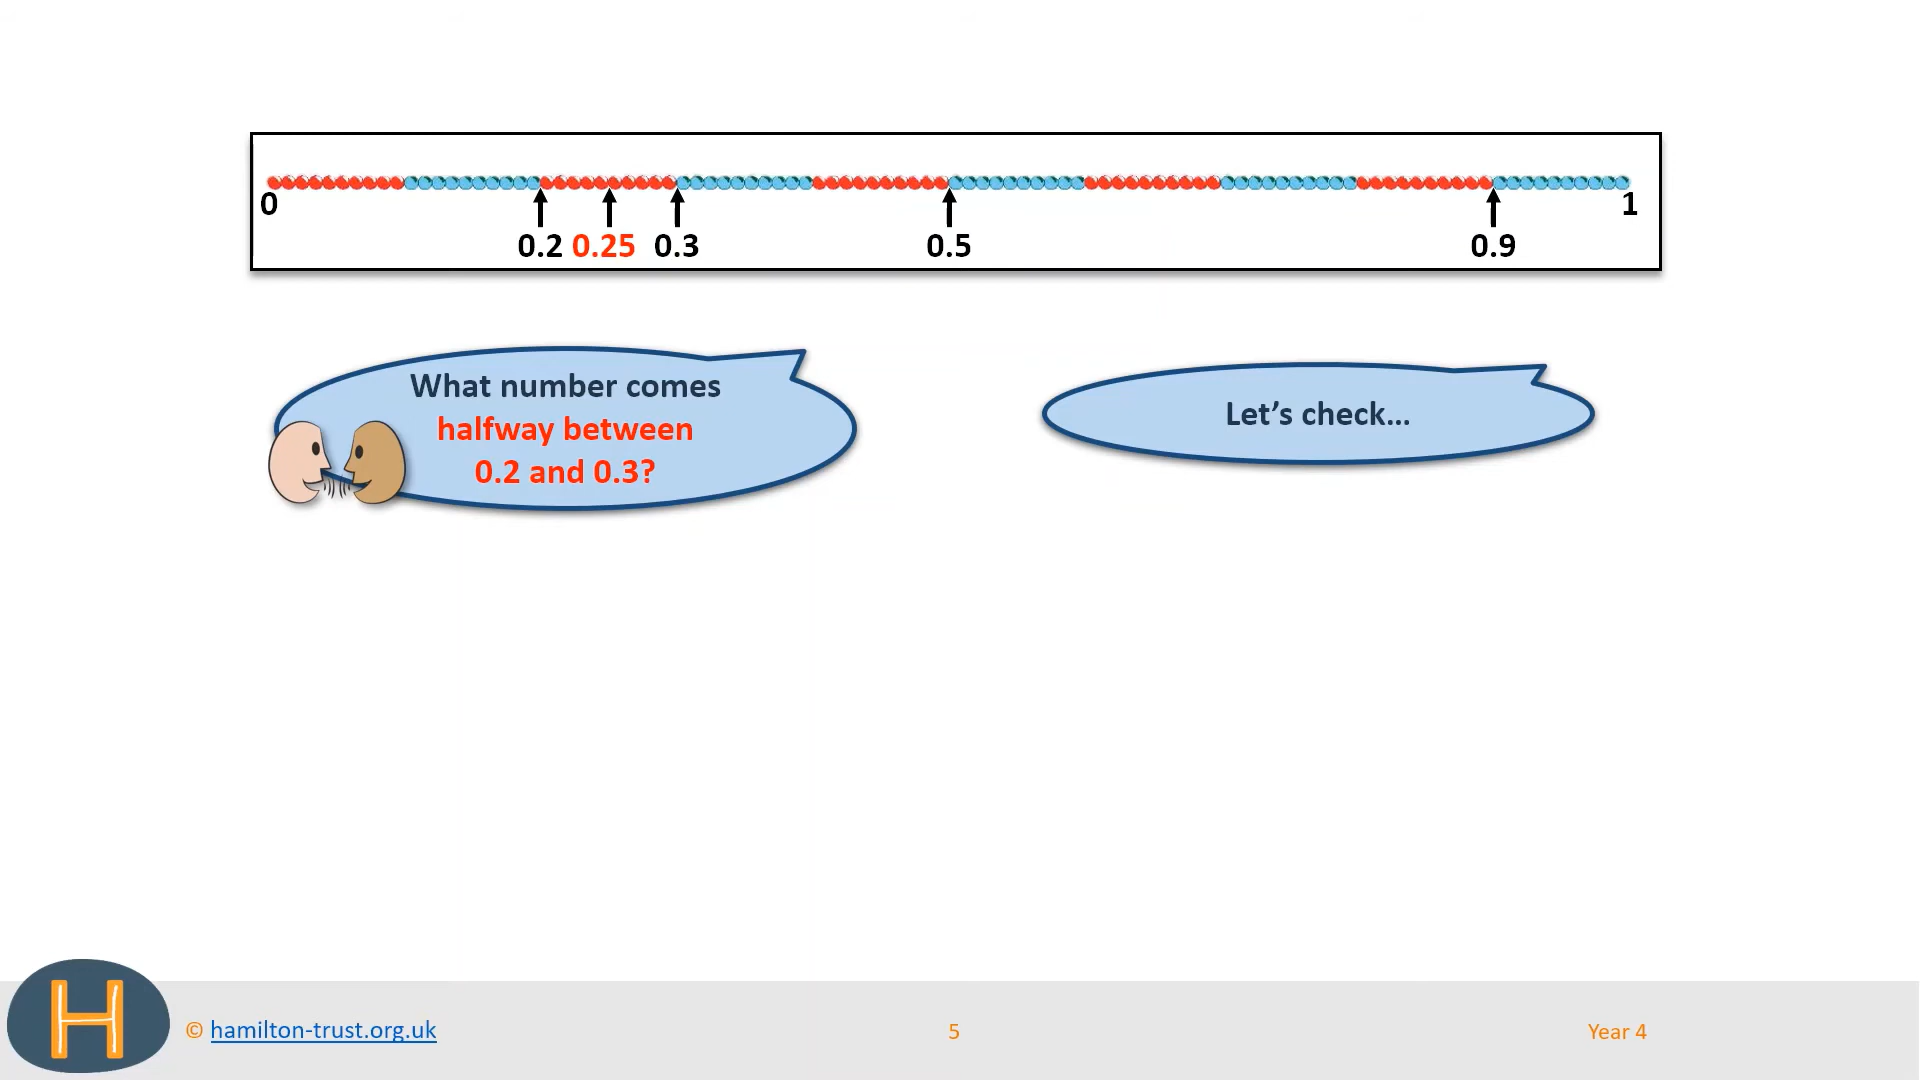 0
1
0.2 0.25 0.3 0.5 0.9
What number comes
halfway between
0.2 and 0.3?
Let’s check...
H
© hamilton-trust.org.uk
5
Year 4